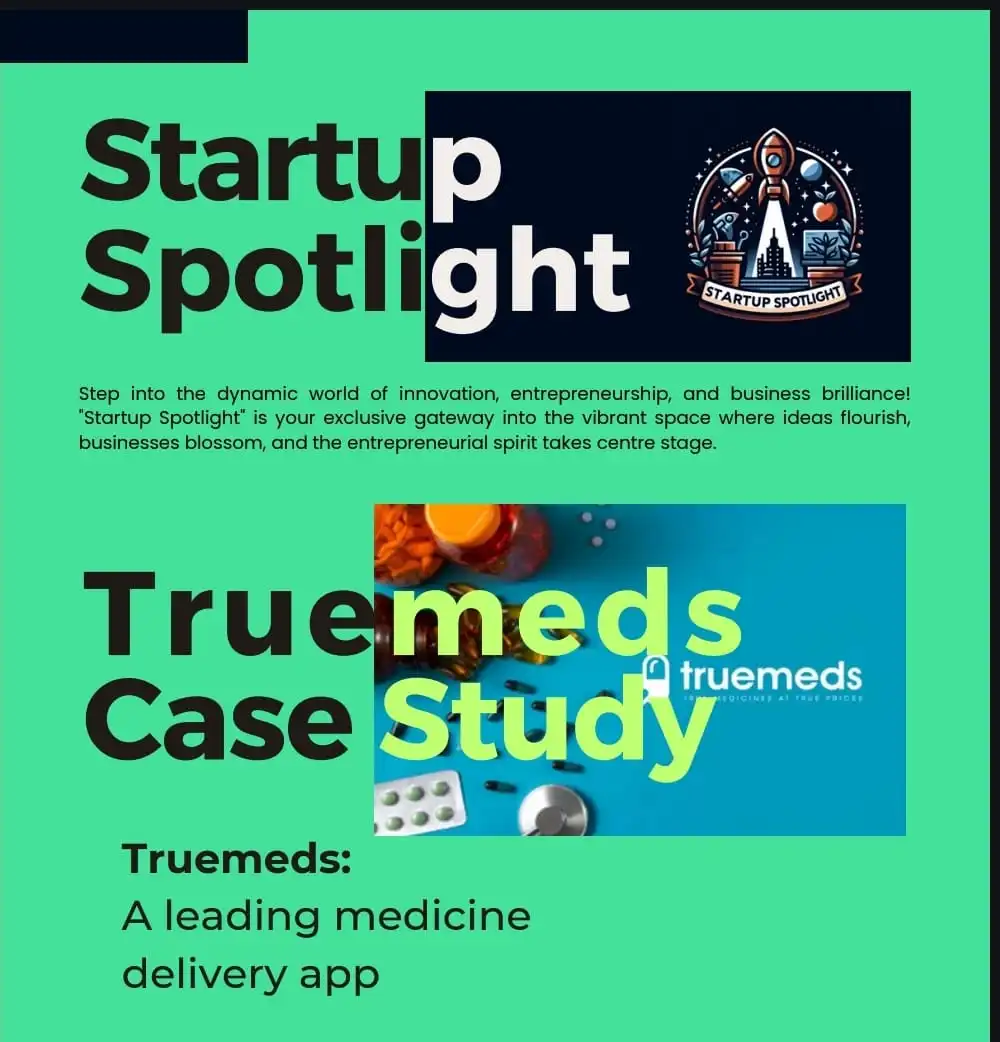 Startup
Spotlight
STARTUP SPOTLIGHT
Step into the dynamic world of innovation, entrepreneurship, and business brilliance!
"Startup Spotlight" is your exclusive gateway into the vibrant space where ideas flourish,
businesses blossom, and the entrepreneurial spirit takes centre stage.
Truemeds
Case Study
truemeds
MEDICINES AT TRUE PRICES
Truemeds:
A leading medicine
delivery app